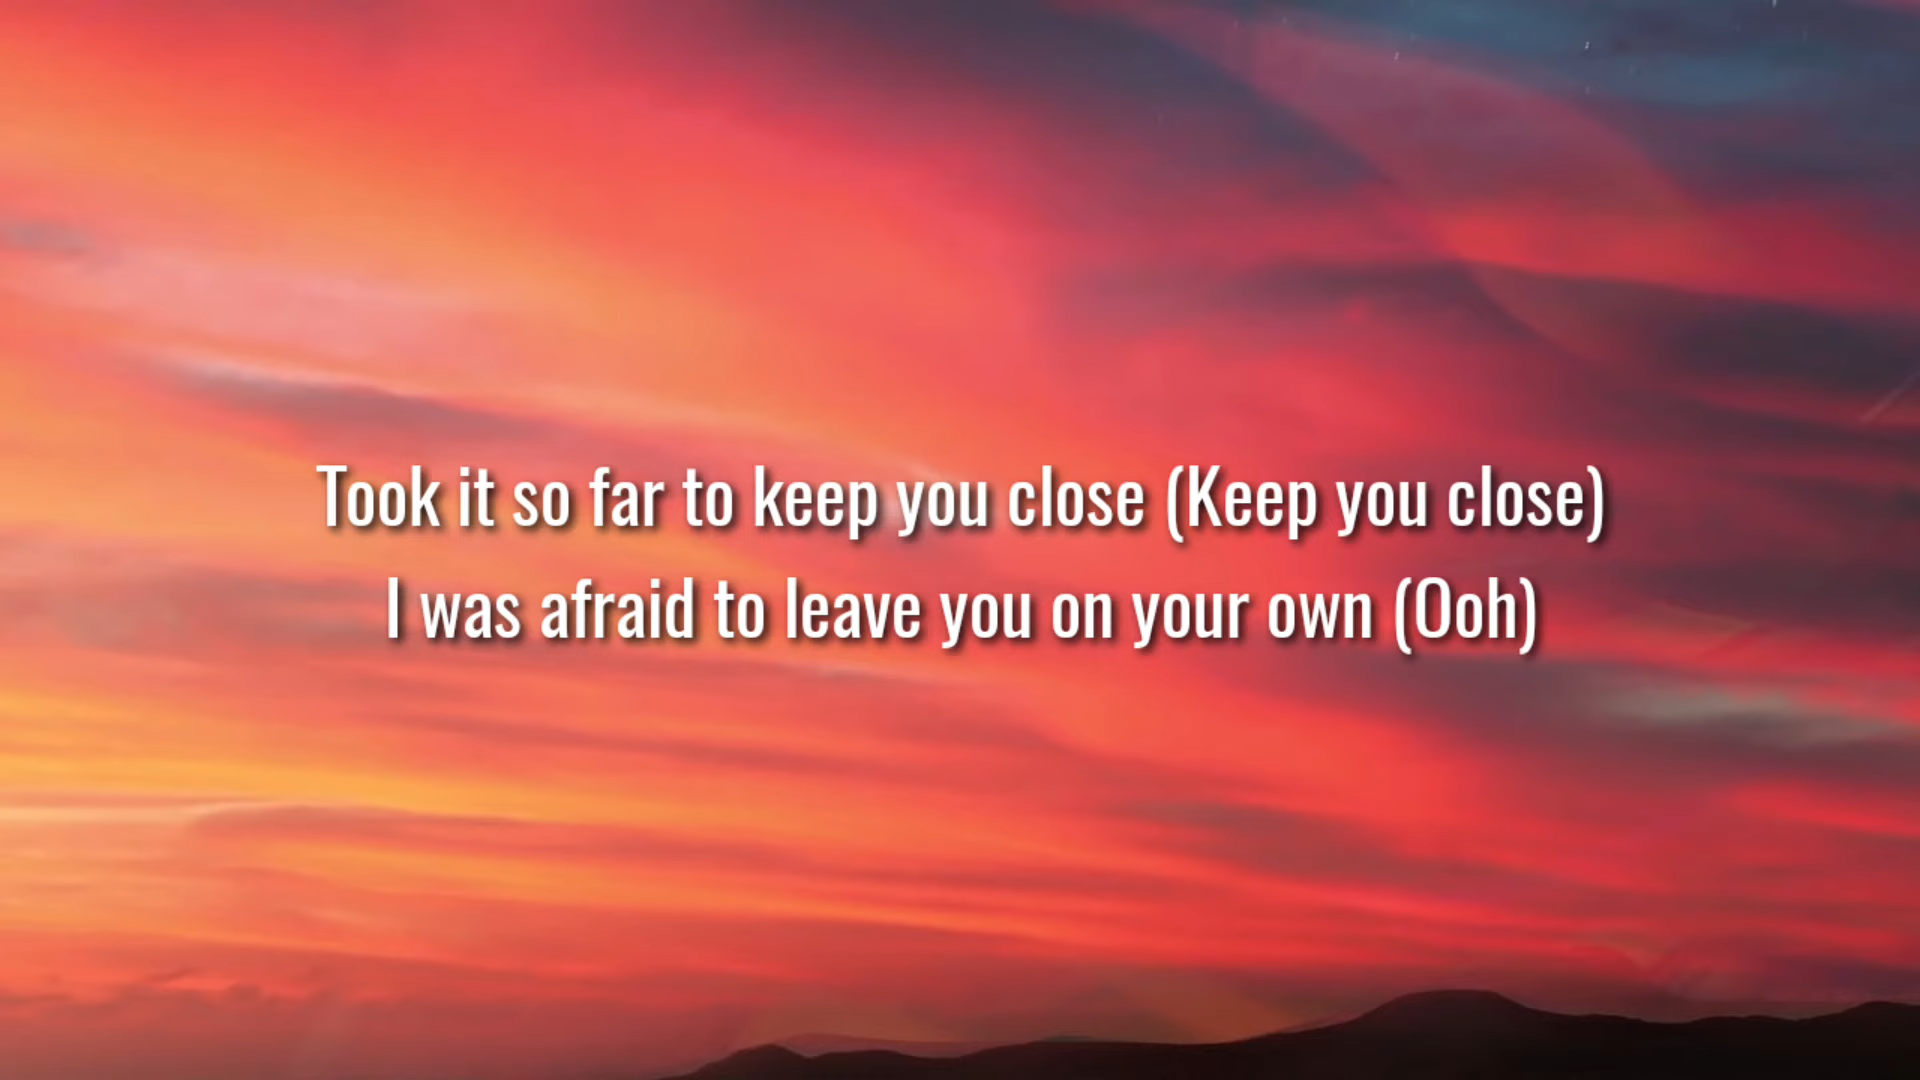 Took it so far to keep you close (Keep you close)
I was afraid to leave you on your own (Ooh)